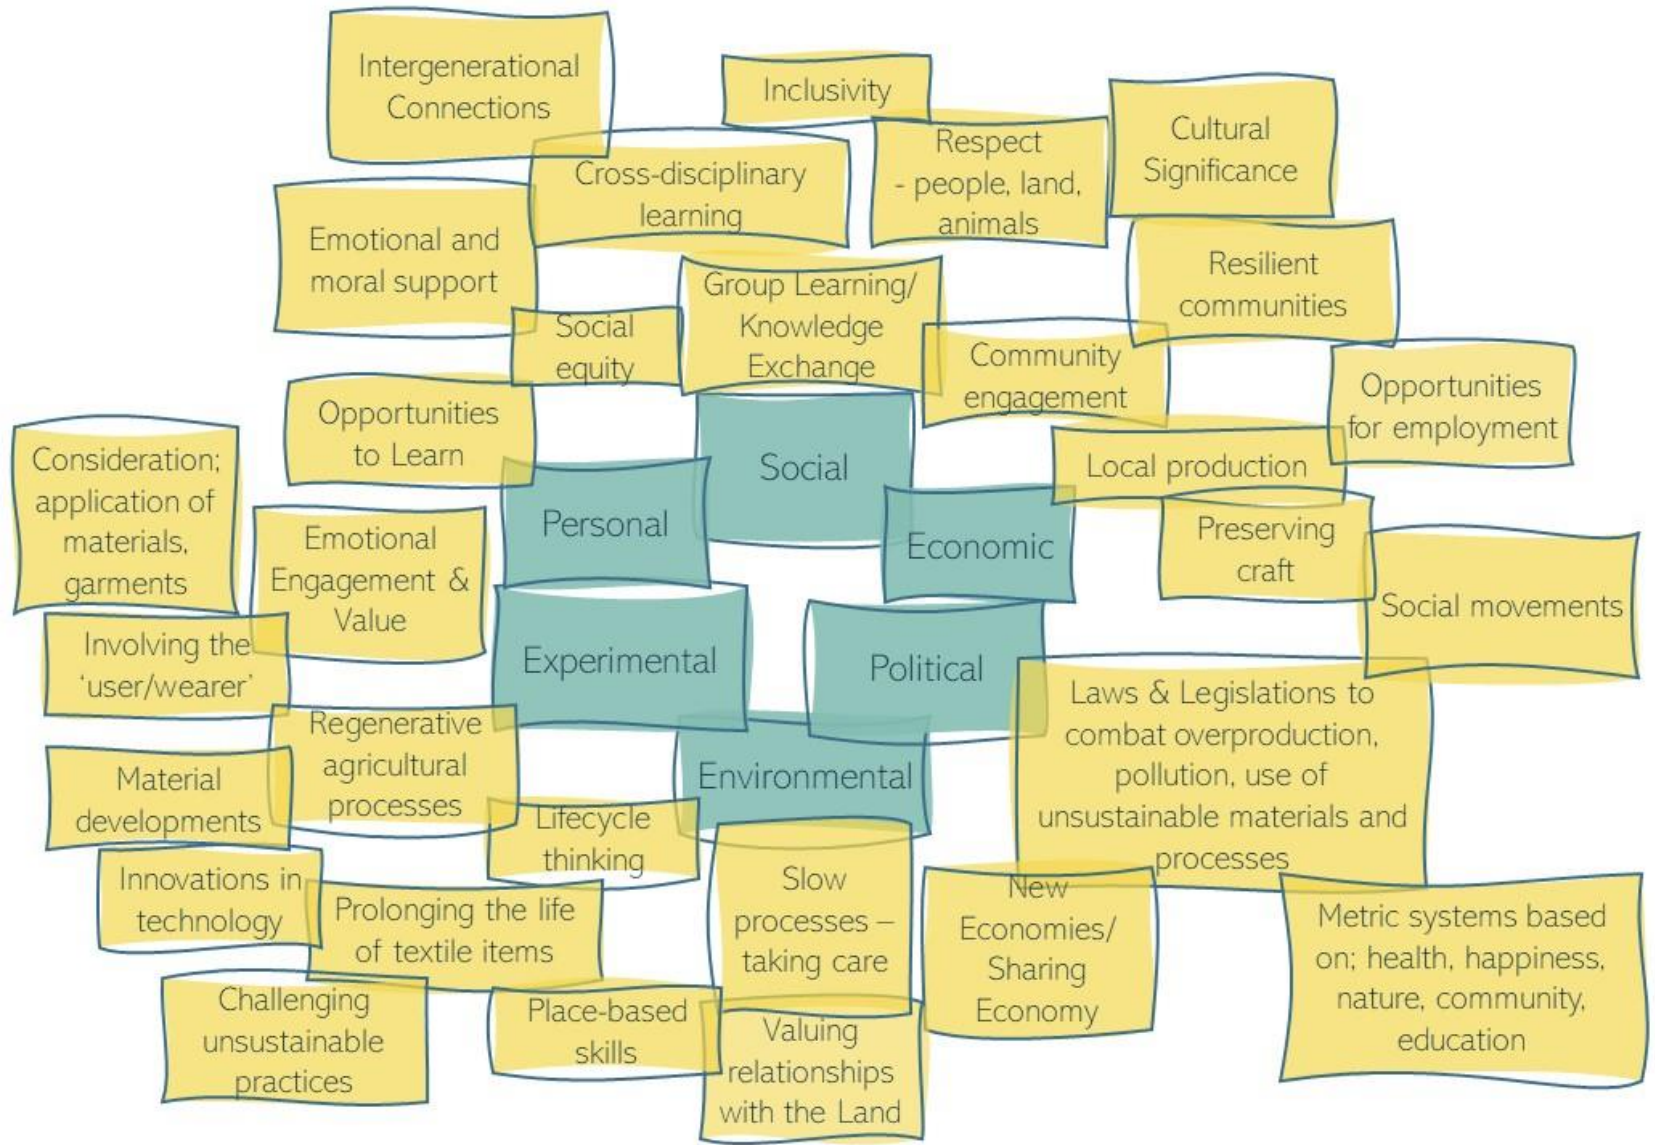 Intergenerational
Connections
Inclusivity
Cultural
Significance
Respect
- people, land,
animals
Cross-disciplinary
learning
Emotional and
moral support
Resilient
communities
Group Learning/
Knowledge
Exchange
Social
equity
Community
engagement
Opportunities
for employment
Opportunities
to Learn
Social
Local production
Consideration;
application of
materials,
garments
Personal
Economic
Preserving
craft
Emotional
Engagement &
Value
Social movements
Involving the
‘user/wearer’
Experimental
Political
Laws & Legislations to
combat overproduction,
pollution, use of
unsustainable materials and
processes
Regenerative
agricultural
processes
Environmental
Material
developments
Lifecycle
thinking
Innovations in
technology
Prolonging the life
of textile items
Slow
processes –
taking care
New
Economies/
Sharing
Economy
Metric systems based
on; health, happiness,
nature, community,
education
Challenging
unsustainable
practices
Place-based
skills
Valuing
relationships
with the Land